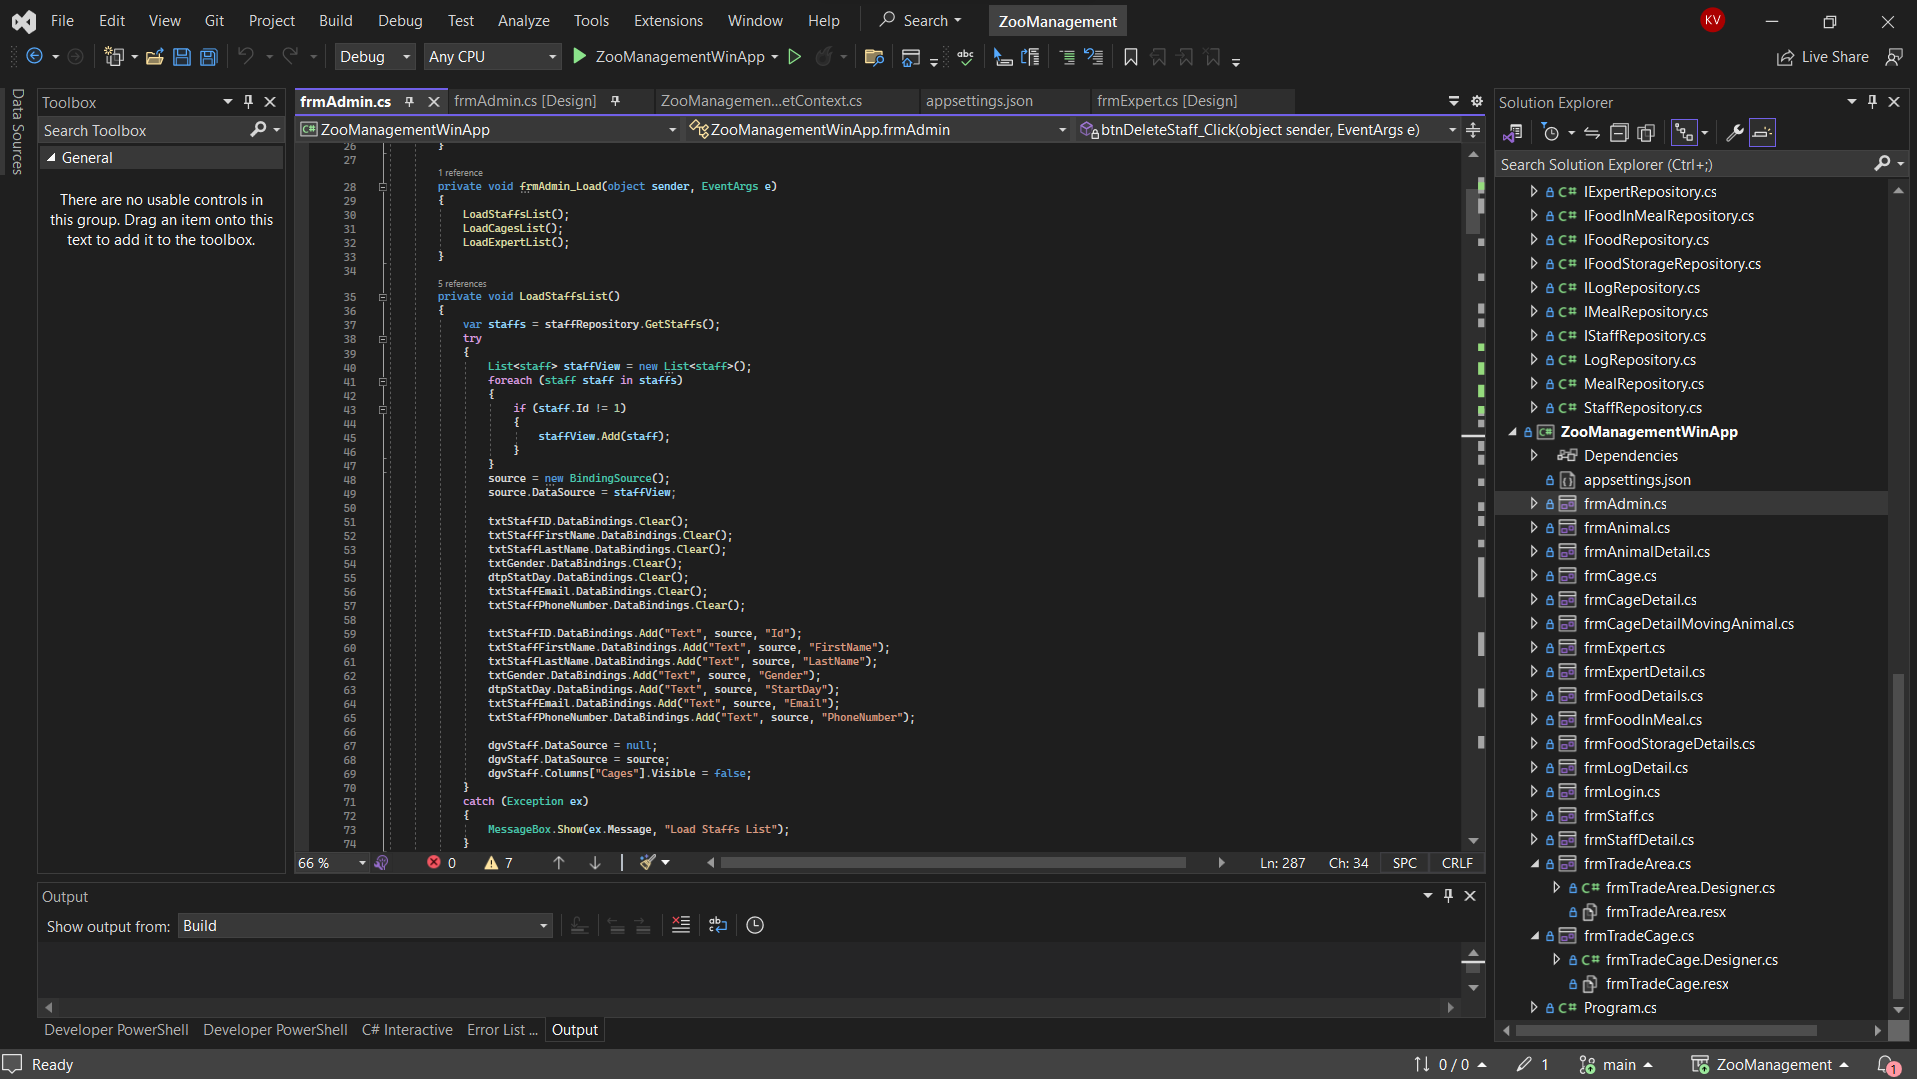 File Edit View Git Project Build Debug Test Analyze Tools Extensions Window Help Search ZooManagement KV
Debug Any CPU ZooManagementWinApp Live Share
Data Sources
Toolbox
Search Toolbox
General
There are no usable controls in
this group. Drag an item onto this
text to add it to the toolbox.
frmAdmin.cs frmAdmin.cs [Design] ZooManagemen...etContext.cs appsettings.json frmExpert.cs [Design]
ZooManagementWinApp ZooManagementWinApp.frmAdmin btnDeleteStaff_Click(object sender, EventArgs e)
26 }
27
1 reference
28 private void frmAdmin_Load(object sender, EventArgs e)
29 {
30 LoadStaffsList();
31 LoadCagesList();
32 LoadExpertList();
33 }
34
5 references
35 private void LoadStaffsList()
36 {
37 var staffs = staffRepository.GetStaffs();
38 try
39 {
40 List<staff> staffView = new List<staff>();
41 foreach (staff staff in staffs)
42 {
43 if (staff.Id != 1)
44 {
45 staffView.Add(staff);
46 }
47 }
48 source = new BindingSource();
49 source.DataSource = staffView;
50
51 txtStaffID.DataBindings.Clear();
52 txtStaffFirstName.DataBindings.Clear();
53 txtStaffLastName.DataBindings.Clear();
54 txtGender.DataBindings.Clear();
55 dtpStatDay.DataBindings.Clear();
56 txtStaffEmail.DataBindings.Clear();
57 txtStaffPhoneNumber.DataBindings.Clear();
58
59 txtStaffID.DataBindings.Add("Text", source, "Id");
60 txtStaffFirstName.DataBindings.Add("Text", source, "FirstName");
61 txtStaffLastName.DataBindings.Add("Text", source, "LastName");
62 txtGender.DataBindings.Add("Text", source, "Gender");
63 dtpStatDay.DataBindings.Add("Text", source, "StartDay");
64 txtStaffEmail.DataBindings.Add("Text", source, "Email");
65 txtStaffPhoneNumber.DataBindings.Add("Text", source, "PhoneNumber");
66
67 dgvStaff.DataSource = null;
68 dgvStaff.DataSource = source;
69 dgvStaff.Columns["Cages"].Visible = false;
70 }
71 catch (Exception ex)
72 {
73 MessageBox.Show(ex.Message, "Load Staffs List");
74 }
66 % 0 7 Ln: 287 Ch: 34 SPC CRLF
Output
Show output from: Build
Developer PowerShell Developer PowerShell C# Interactive Error List ... Output
Solution Explorer
Search Solution Explorer (Ctrl+;)
C# IExpertRepository.cs
C# IFoodInMealRepository.cs
C# IFoodRepository.cs
C# IFoodStorageRepository.cs
C# ILogRepository.cs
C# IMealRepository.cs
C# IStaffRepository.cs
C# LogRepository.cs
C# MealRepository.cs
C# StaffRepository.cs
C# ZooManagementWinApp
Dependencies
appsettings.json
frmAdmin.cs
frmAnimal.cs
frmAnimalDetail.cs
frmCage.cs
frmCageDetail.cs
frmCageDetailMovingAnimal.cs
frmExpert.cs
frmExpertDetail.cs
frmFoodDetails.cs
frmFoodInMeal.cs
frmFoodStorageDetails.cs
frmLogDetail.cs
frmLogin.cs
frmStaff.cs
frmStaffDetail.cs
frmTradeArea.cs
C# frmTradeArea.Designer.cs
frmTradeArea.resx
frmTradeCage.cs
C# frmTradeCage.Designer.cs
frmTradeCage.resx
C# Program.cs
Ready 0 / 0 1 main ZooManagement 1